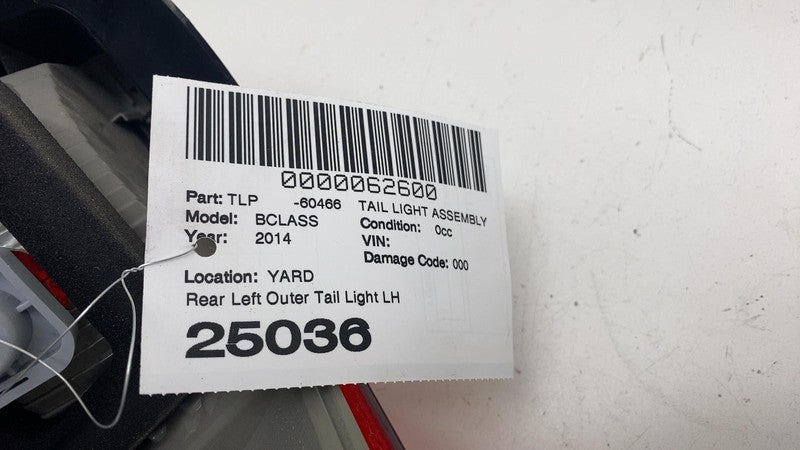 0000062600
Part: TLP -60466 TAIL LIGHT ASSEMBLY
Model: BCLASS Condition: 0cc
Year: 2014 VIN:
Damage Code: 000
Location: YARD
Rear Left Outer Tail Light LH
25036